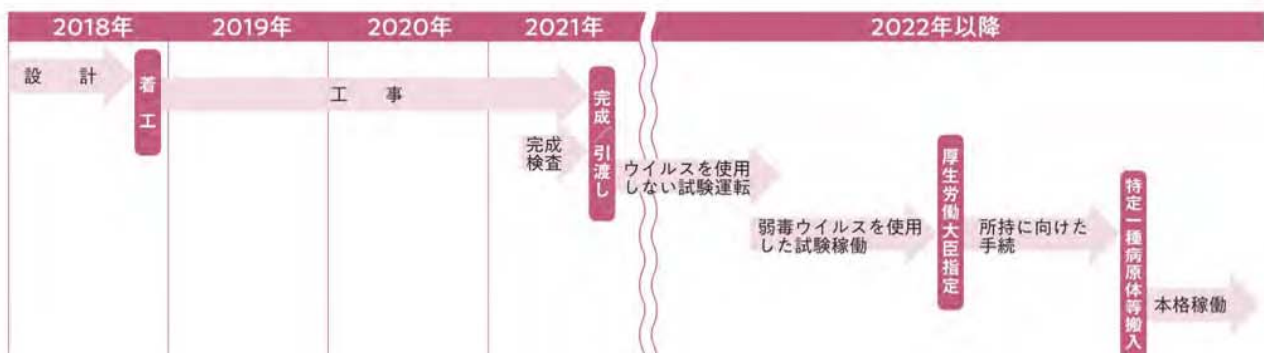 2018年
2019年
2020年
2021年
2022年以降
設　計
着工
工　事
完成
検査
完成／引渡し
ウイルスを使用
しない試験運転
弱毒ウイルスを使用
した試験稼働
厚生労働大臣指定
所持に向けた
手続
特定一種病原体等搬入
本格稼働